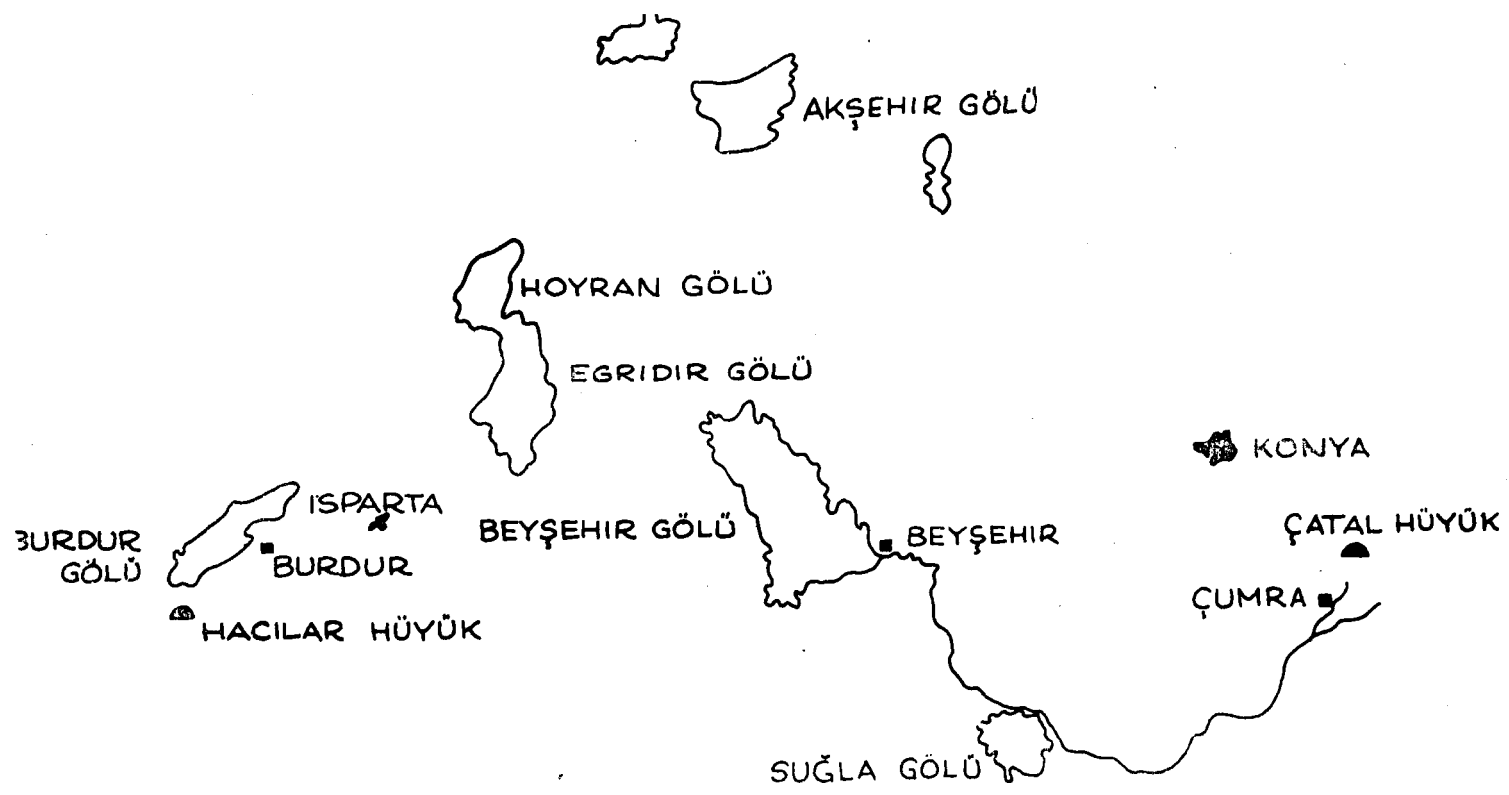 AKŞEHIR GÖLÜ
HOYRAN GÖLÜ
EGRIDIR GÖLÜ
KONYA
ISPARTA
ÇATAL HÜYÜK
BEYŞEHIR GÖLÜ
BEYŞEHIR
BURDUR
GÖLÜ
BURDUR
ÇUMRA
HACILAR HÜYÜK
SUĞLA GÖLÜ